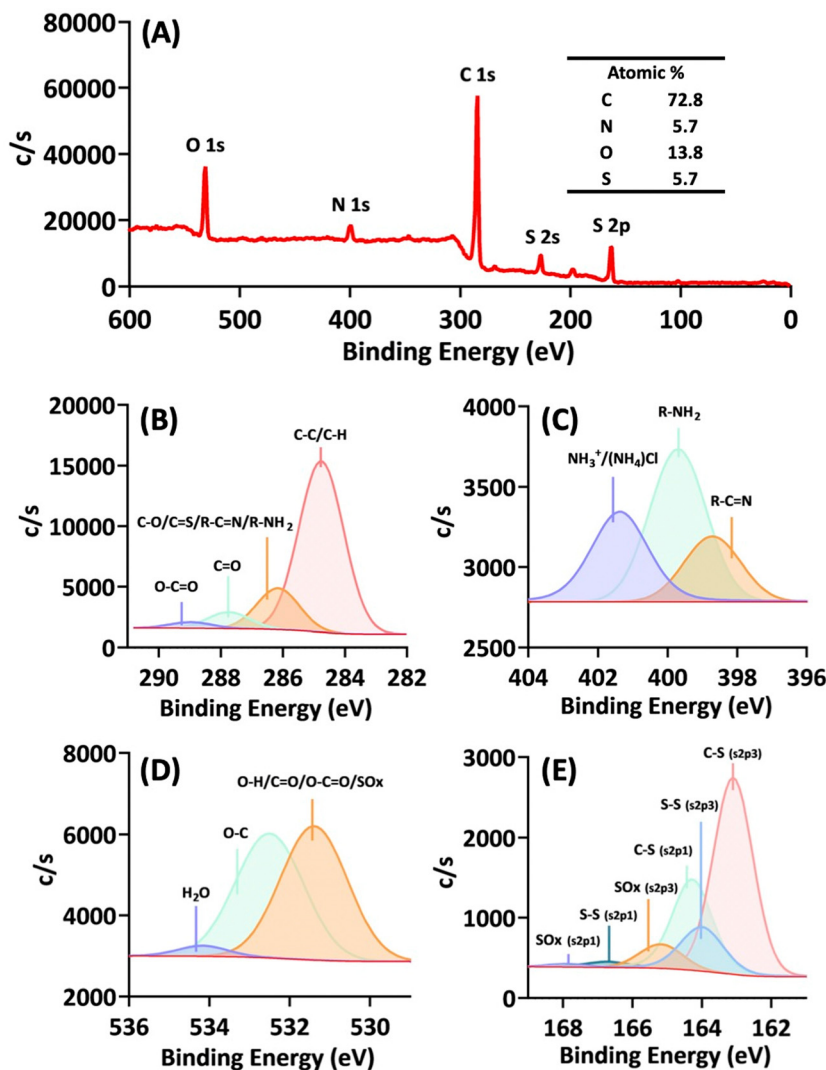 (A)
80000
60000
40000
20000
0
c/s
O 1s
N 1s
C 1s
S 2s
S 2p
Atomic %
C 72.8
N 5.7
O 13.8
S 5.7
600 500 400 300 200 100 0
Binding Energy (eV)
(B)
20000
15000
10000
5000
0
c/s
C-C/C-H
C-O/C=S/R-C=N/R-NH₂
C=O
O-C=O
290 288 286 284 282
Binding Energy (eV)
(C)
4000
3500
3000
2500
c/s
R-NH₂
NH₃⁺/(NH₄)Cl
R-C=N
404 402 400 398 396
Binding Energy (eV)
(D)
8000
6000
4000
2000
c/s
O-H/C=O/O-C=O/SOx
O-C
H₂O
536 534 532 530
Binding Energy (eV)
(E)
3000
2000
1000
0
c/s
C-S (s2p3)
S-S (s2p3)
C-S (s2p1)
SOx (s2p3)
S-S (s2p1)
SOx (s2p1)
168 166 164 162
Binding Energy (eV)